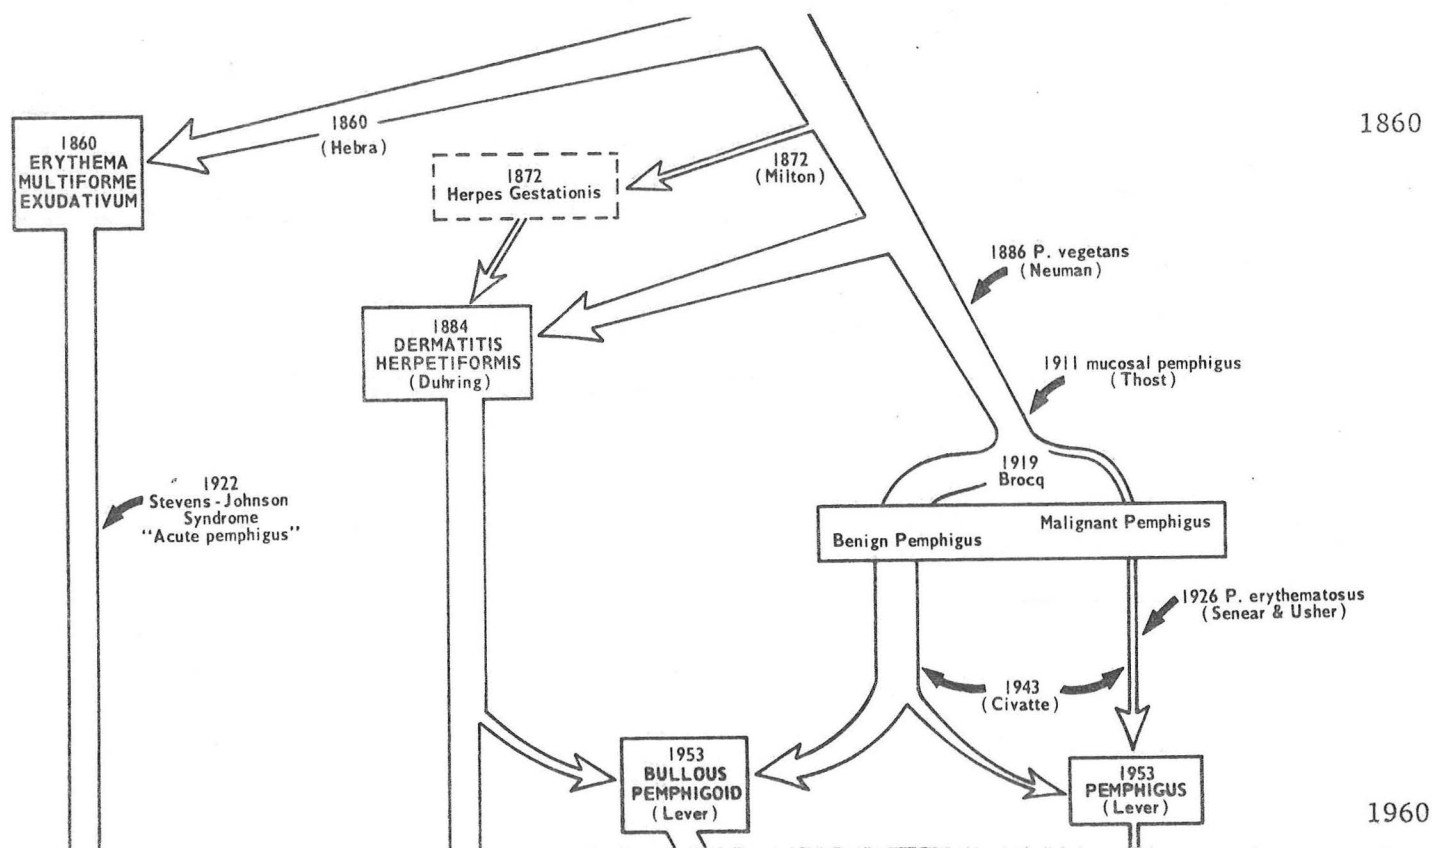 1860
1860
ERYTHEMA
MULTIFORME
EXUDATIVUM
1860
(Hebra)
1872
(Milton)
1872
Herpes Gestationis
1886 P. vegetans
(Neuman)
1884
DERMATITIS
HERPETIFORMIS
(Duhring)
1911 mucosal pemphigus
(Thost)
1919
Brocq
1922
Stevens-Johnson
Syndrome
"Acute pemphigus"
Malignant Pemphigus
Benign Pemphigus
1926 P. erythematosus
(Senear & Usher)
1943
(Civatte)
1953
BULLOUS
PEMPHIGOID
(Lever)
1953
PEMPHIGUS
(Lever)
1960